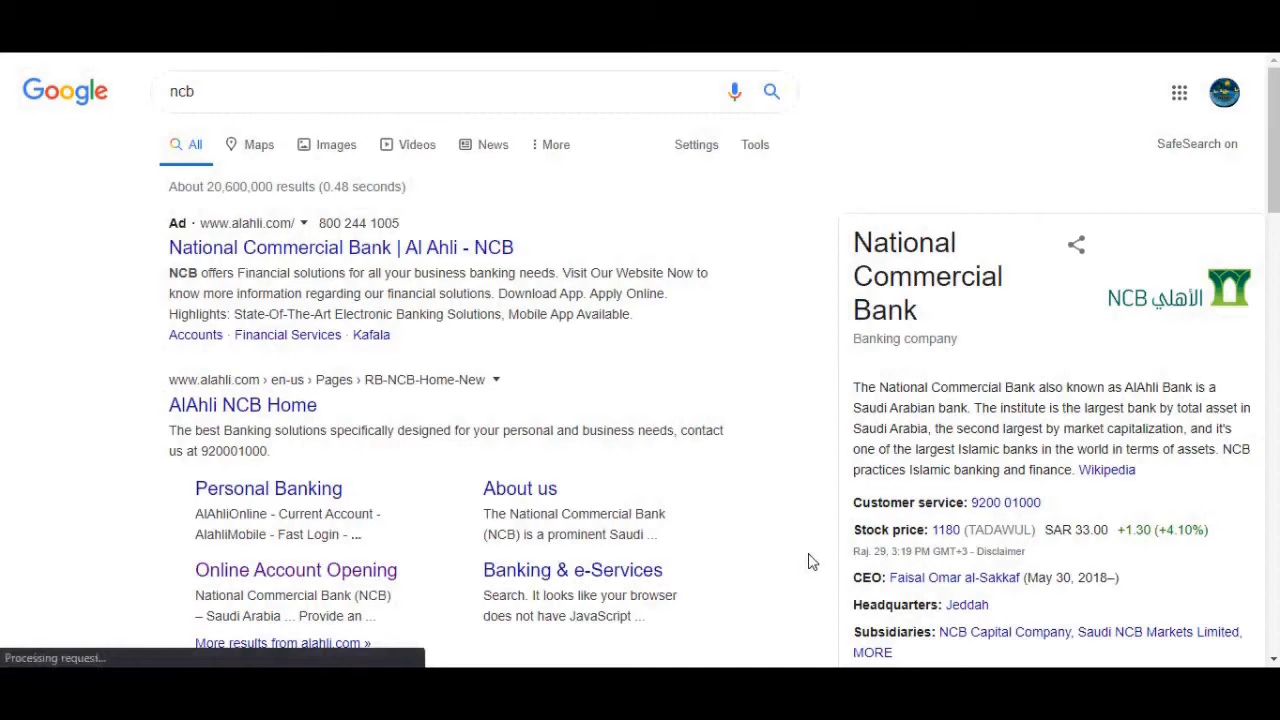 Google
ncb
All
Maps
Images
Videos
News
More
Settings
Tools
SafeSearch on
About 20,600,000 results (0.48 seconds)
Ad · www.alahli.com/ 800 244 1005
National Commercial Bank | Al Ahli - NCB
NCB offers Financial solutions for all your business banking needs. Visit Our Website Now to
know more information regarding our financial solutions. Download App. Apply Online.
Highlights: State-Of-The-Art Electronic Banking Solutions, Mobile App Available.
Accounts · Financial Services · Kafala
www.alahli.com › en-us › Pages › RB-NCB-Home-New
AlAhli NCB Home
The best Banking solutions specifically designed for your personal and business needs, contact
us at 920001000.
Personal Banking
AlAhliOnline - Current Account -
AlahliMobile - Fast Login - ...
About us
The National Commercial Bank
(NCB) is a prominent Saudi ...
Online Account Opening
National Commercial Bank (NCB)
– Saudi Arabia ... Provide an ...
Banking & e-Services
Search. It looks like your browser
does not have JavaScript ...
More results from alahli.com »
Processing request...
National
Commercial
Bank
NCB الأهلي
Banking company
The National Commercial Bank also known as AlAhli Bank is a
Saudi Arabian bank. The institute is the largest bank by total asset in
Saudi Arabia, the second largest by market capitalization, and it's
one of the largest Islamic banks in the world in terms of assets. NCB
practices Islamic banking and finance. Wikipedia
Customer service: 9200 01000
Stock price: 1180 (TADAWUL) SAR 33.00 +1.30 (+4.10%)
Raj. 29, 3:19 PM GMT+3 - Disclaimer
CEO: Faisal Omar al-Sakkaf (May 30, 2018–)
Headquarters: Jeddah
Subsidiaries: NCB Capital Company, Saudi NCB Markets Limited,
MORE